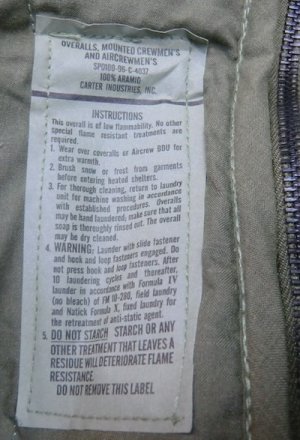 OVERALLS, MOUNTED CREWMEN'S
AND AIRCREWMEN'S
SPO100-96-C-4037
100% ARAMID
CARTER INDUSTRIES, INC.
INSTRUCTIONS
This overall is of low flammability. No other
special flame resistant treatments are
required.
1. Wear over coveralls or Aircrew BDU for
extra warmth.
2. Brush snow or frost from garments
before entering heated shelters.
3. For thorough cleaning, return to laundry
unit for machine washing in accordance
with established procedures. Overalls
may be hand laundered; make sure that all
soap is thoroughly rinsed out. The overall
may be dry cleaned.
4. WARNING: Launder with slide fastener
and hook and loop fasteners engaged. Do
not press hook and loop fasteners. After
10 laundering cycles and thereafter,
launder in accordance with Formula IV
(no bleach) of FM 10-280, field laundry
and Natick Formula X, fixed laundry for
the retreatment of anti-static agent.
5. DO NOT STARCH STARCH OR ANY
OTHER TREATMENT THAT LEAVES A
RESIDUE WILL DETERIORATE FLAME
RESISTANCE
DO NOT REMOVE THIS LABEL